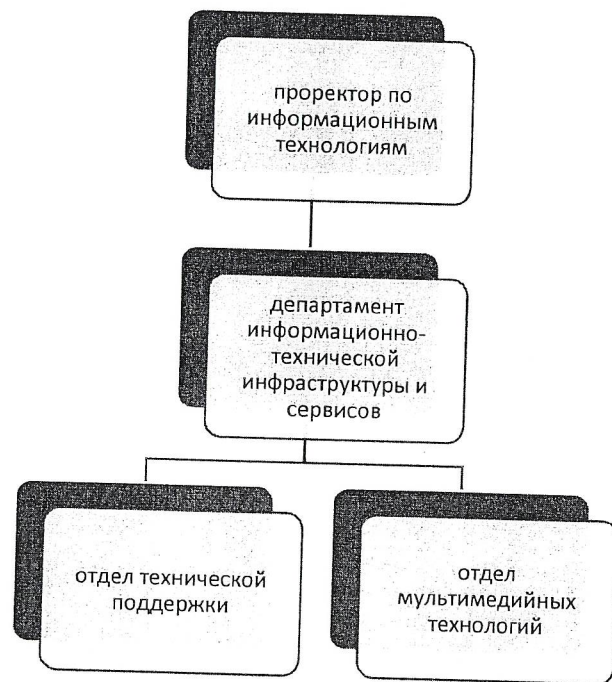 проректор по
информационным
технологиям
департамент
информационно-
технической
инфраструктуры и
сервисов
отдел технической
поддержки
отдел
мультимедийных
технологий